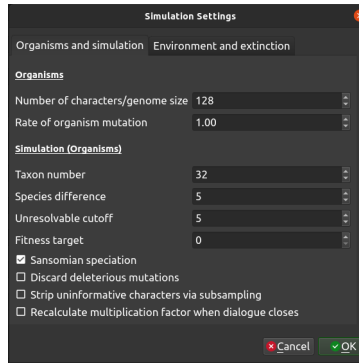 Simulation Settings
Organisms and simulation Environment and extinction
Organisms
Number of characters/genome size 128
Rate of organism mutation 1.00
Simulation (Organisms)
Taxon number 32
Species difference 5
Unresolvable cutoff 5
Fitness target 0
Sansomian speciation
Discard deleterious mutations
Strip uninformative characters via subsampling
Recalculate multiplication factor when dialogue closes
Cancel OK